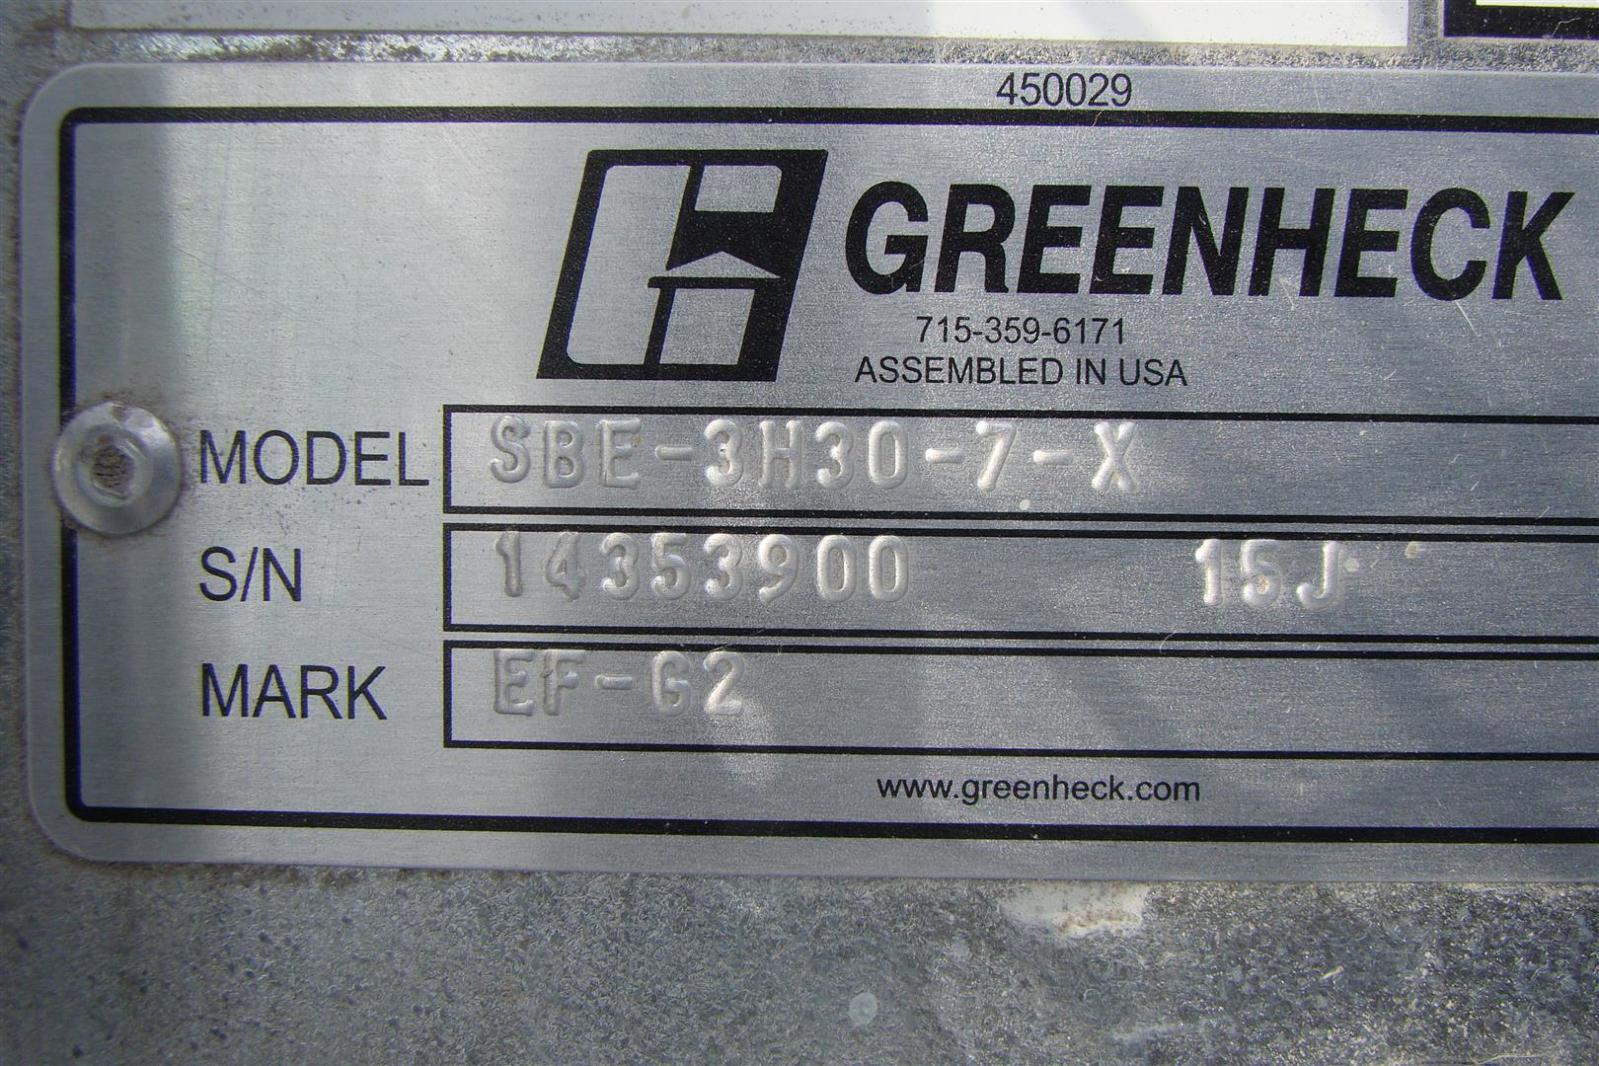 450029
GREENHECK
715-359-6171
ASSEMBLED IN USA
MODEL SBE-3H30-7-X
S/N 14353900 15J
MARK EF-G2
www.greenheck.com